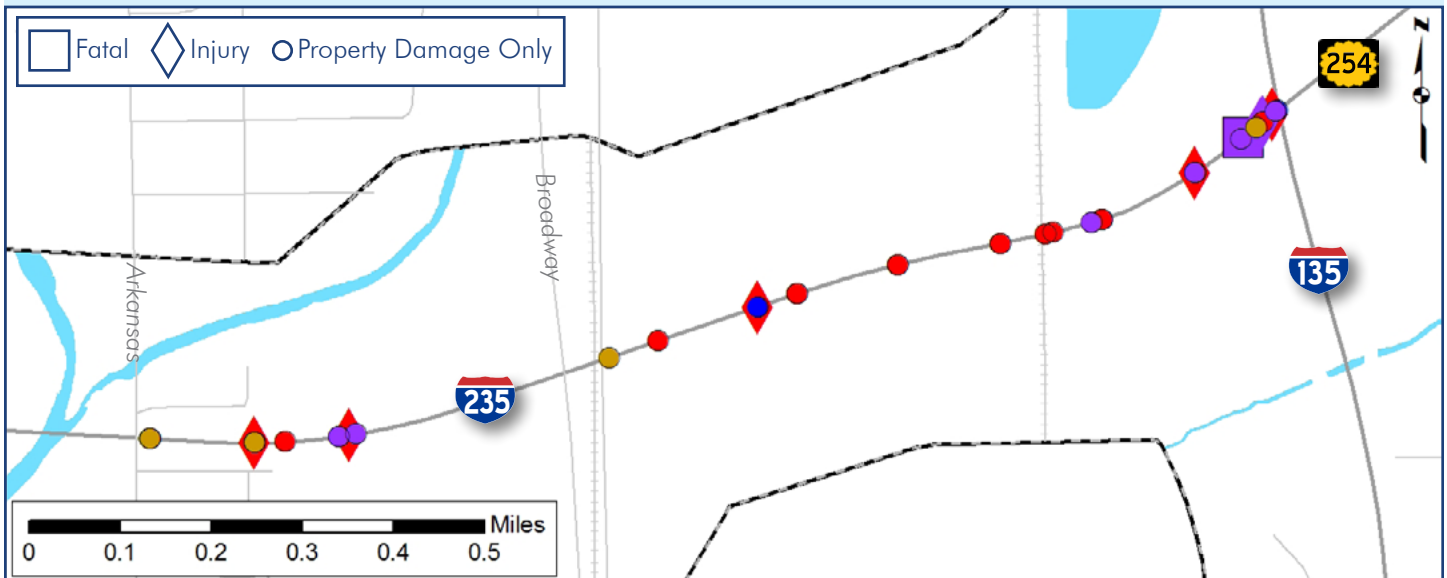 Fatal Injury Property Damage Only
254
N
Broadway
Arkansas
135
235
Miles
0 0.1 0.2 0.3 0.4 0.5